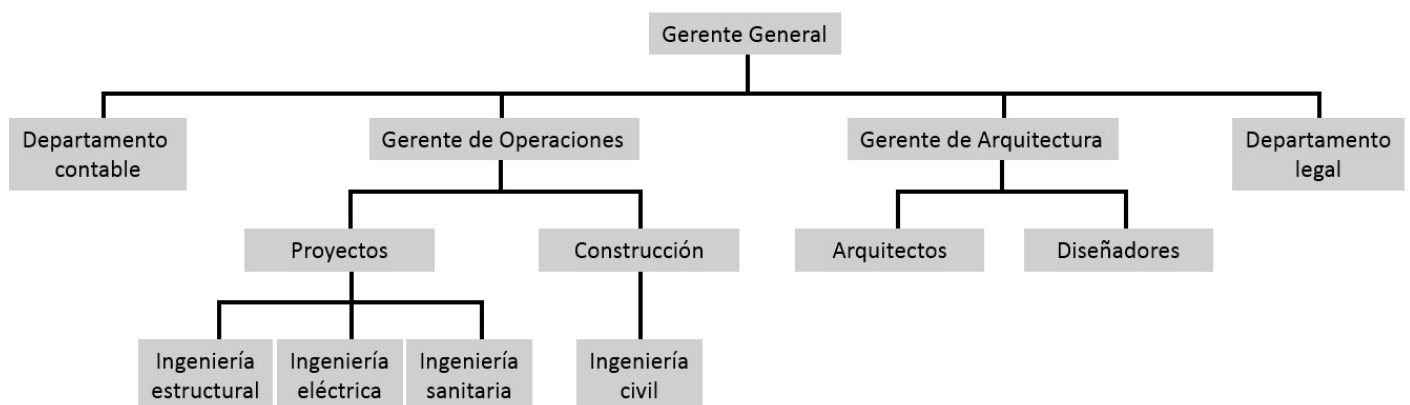 Gerente General
Departamento
contable
Gerente de Operaciones
Gerente de Arquitectura
Departamento
legal
Proyectos
Construcción
Arquitectos
Diseñadores
Ingeniería
estructural
Ingeniería
eléctrica
Ingeniería
sanitaria
Ingeniería
civil